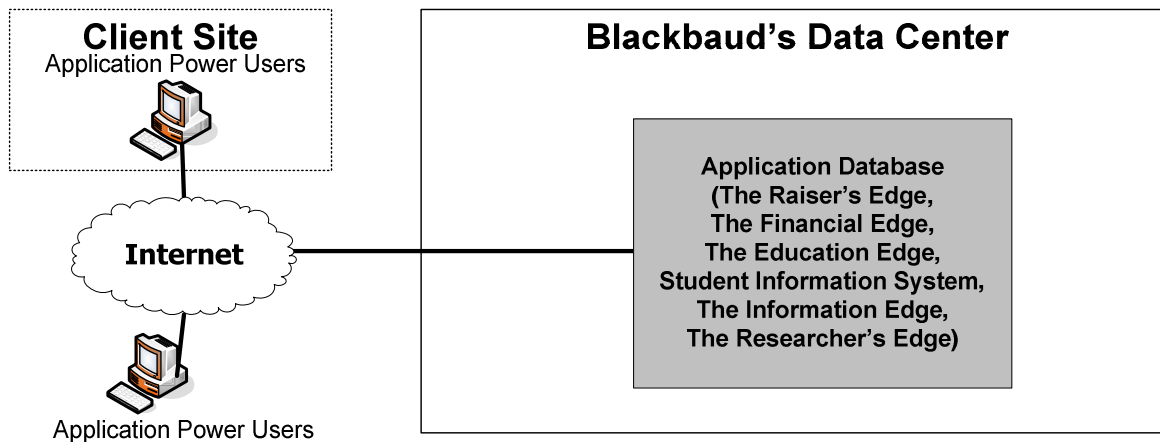 Client Site
Application Power Users
Internet
Application Power Users
Blackbaud’s Data Center
Application Database
(The Raiser’s Edge,
The Financial Edge,
The Education Edge,
Student Information System,
The Information Edge,
The Researcher’s Edge)